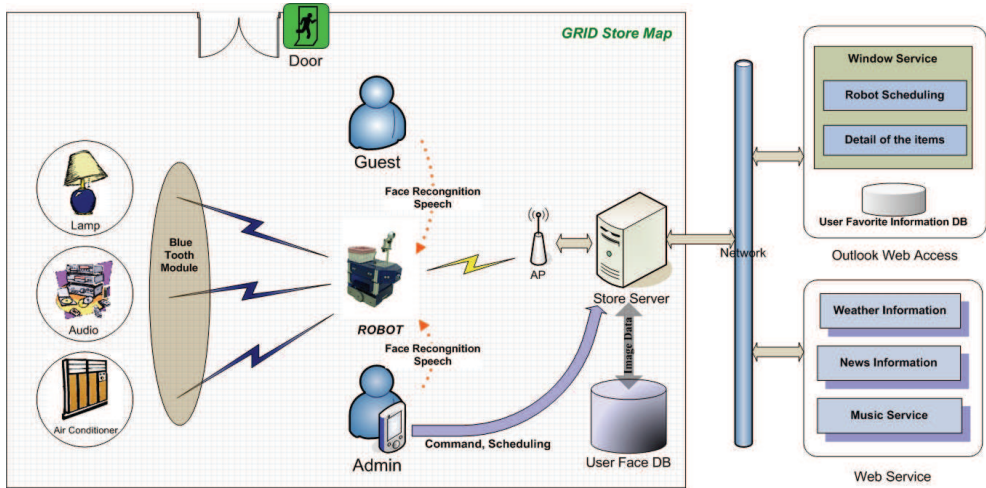 GRID Store Map
Door
Guest
Face Recongnition
Speech
Lamp
Blue
Tooth
Module
Audio
Air Conditioner
ROBOT
Face Recongnition
Speech
Admin
Command, Scheduling
AP
Store Server
Image Data
User Face DB
Network
Window Service
Robot Scheduling
Detail of the items
User Favorite Information DB
Outlook Web Access
Weather Information
News Information
Music Service
Web Service